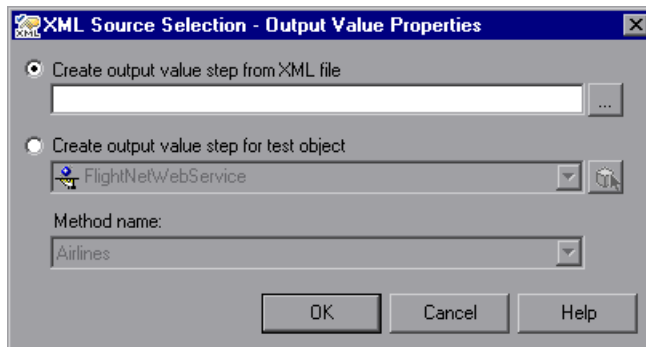 XML Source Selection - Output Value Properties
Create output value step from XML file
...
Create output value step for test object
FlightNetWebService
Method name:
Airlines
OK Cancel Help